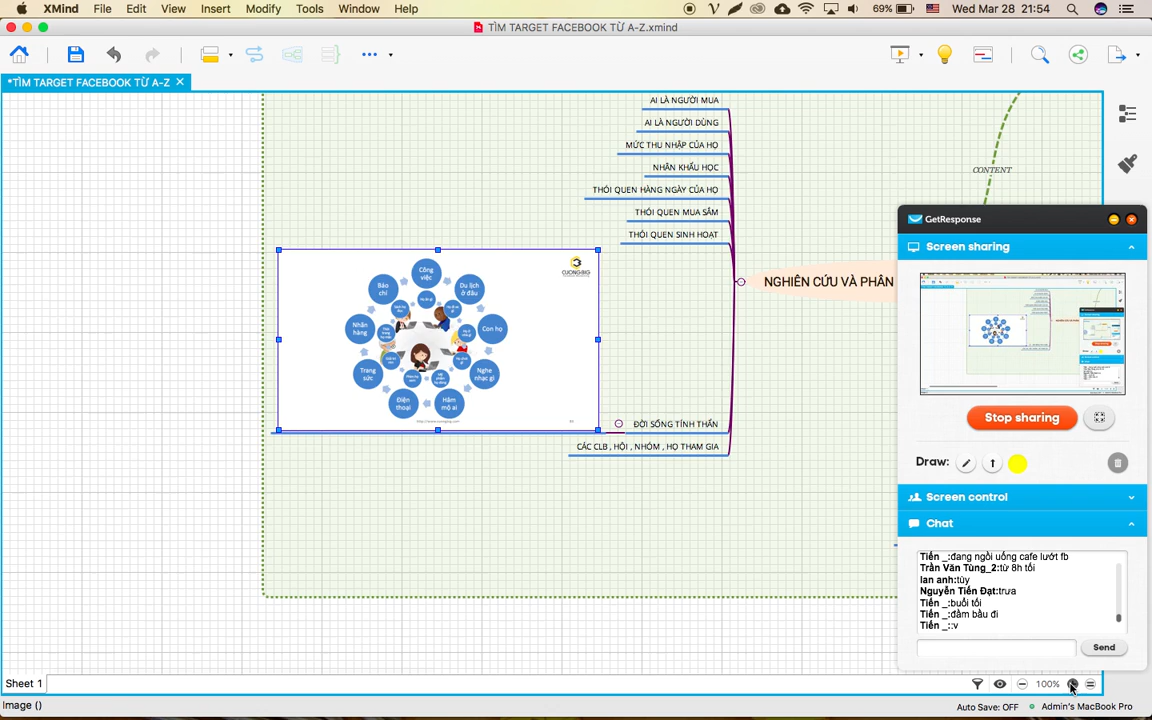 XMind File Edit View Insert Modify Tools Window Help 69% Wed Mar 28 21:54
TÌM TARGET FACEBOOK TỪ A-Z.xmind
*TÌM TARGET FACEBOOK TỪ A-Z
AI LÀ NGƯỜI MUA
AI LÀ NGƯỜI DÙNG
MỨC THU NHẬP CỦA HỌ
NHÂN KHẨU HỌC
THÓI QUEN HÀNG NGÀY CỦA HỌ
THÓI QUEN MUA SẮM
THÓI QUEN SINH HOẠT
CONTENT
NGHIÊN CỨU VÀ PHÂN
CUONGBIG
Công việc
Du lịch ở đâu
Con họ
Nghe nhạc gì
Hâm mộ ai
Điện thoại
Trang sức
Nhãn hàng
Báo chí
http://www.cuongbig.com
ĐỜI SỐNG TINH THẦN
CÁC CLB , HỘI , NHÓM , HỌ THAM GIA
GetResponse
Screen sharing
Stop sharing
Draw:
Screen control
Chat
Tiến _:đang ngồi uống cafe lướt fb
Trần Văn Tùng_2:từ 8h tối
lan anh:tùy
Nguyễn Tiến Đạt:trưa
Tiến _:buổi tối
Tiến _:đầm bầu đi
Tiến _::v
Send
Sheet 1
100%
Image ()
Auto Save: OFF
Admin's MacBook Pro